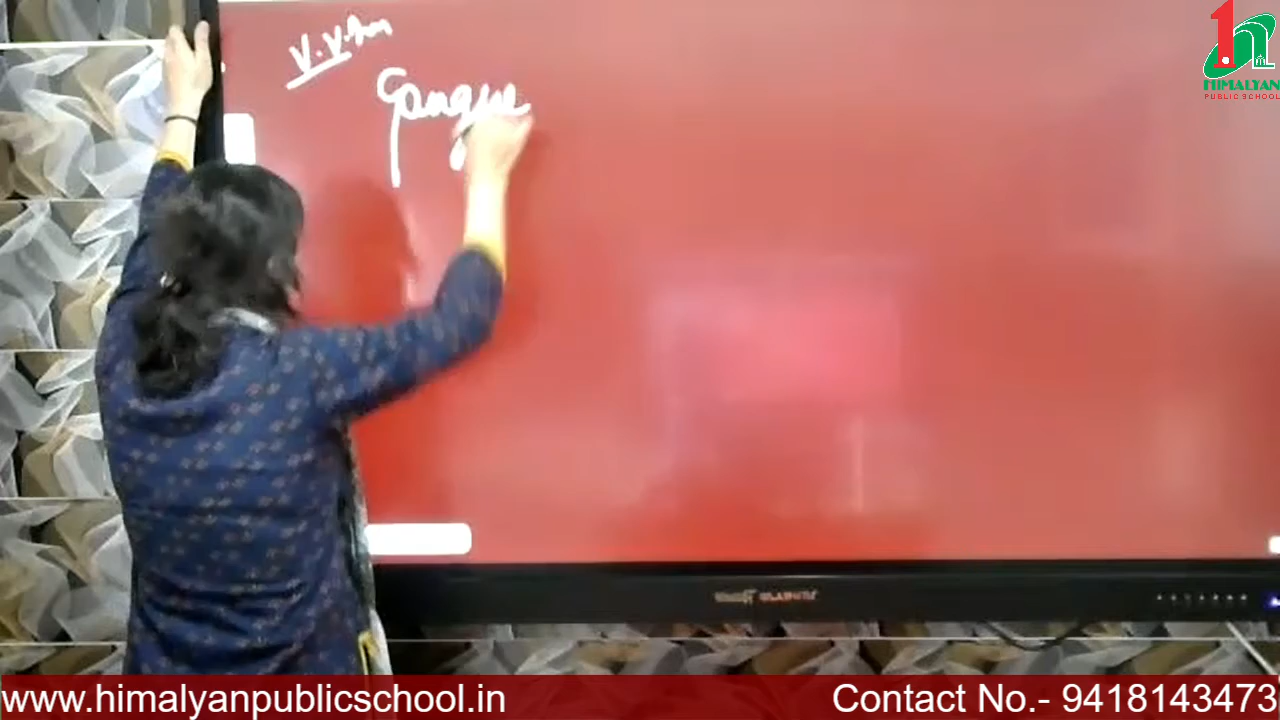 V.V.Im
Gangue
HIMALYAN
PUBLIC SCHOOL
www.himalyanpublicschool.in
Contact No.- 9418143473